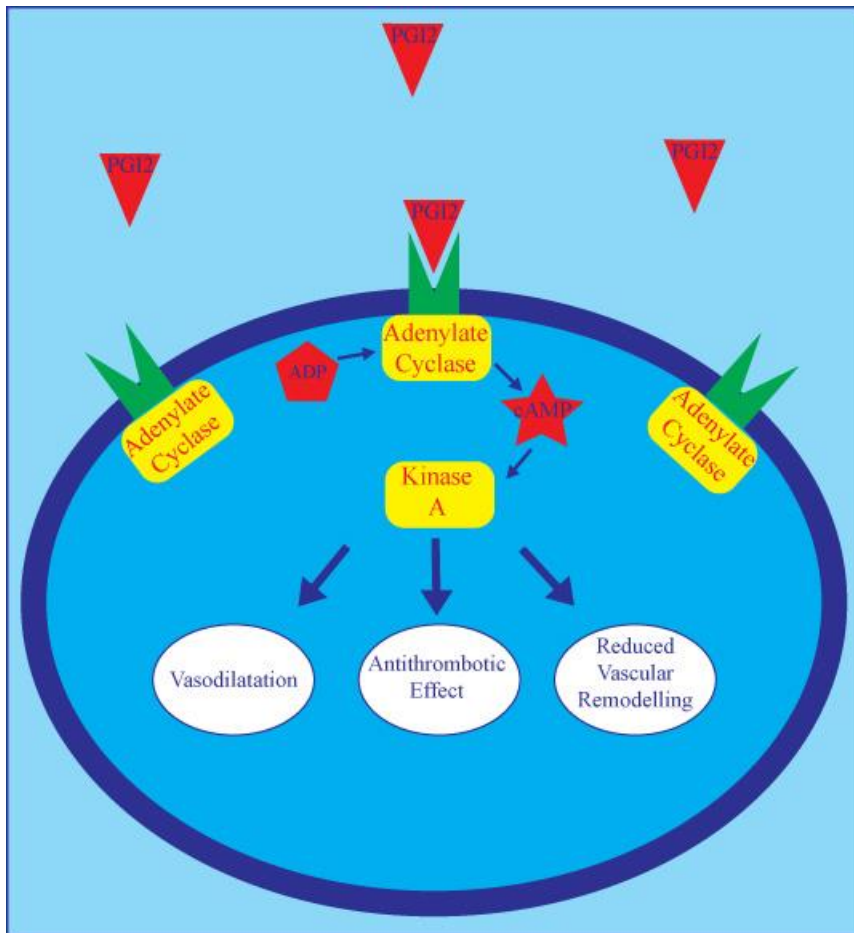 PGI2
PGI2
PGI2
PGI2
Adenylate
Cyclase
ADP
cAMP
Adenylate
Cyclase
Adenylate
Cyclase
Kinase
A
Vasodilatation
Antithrombotic
Effect
Reduced
Vascular
Remodelling